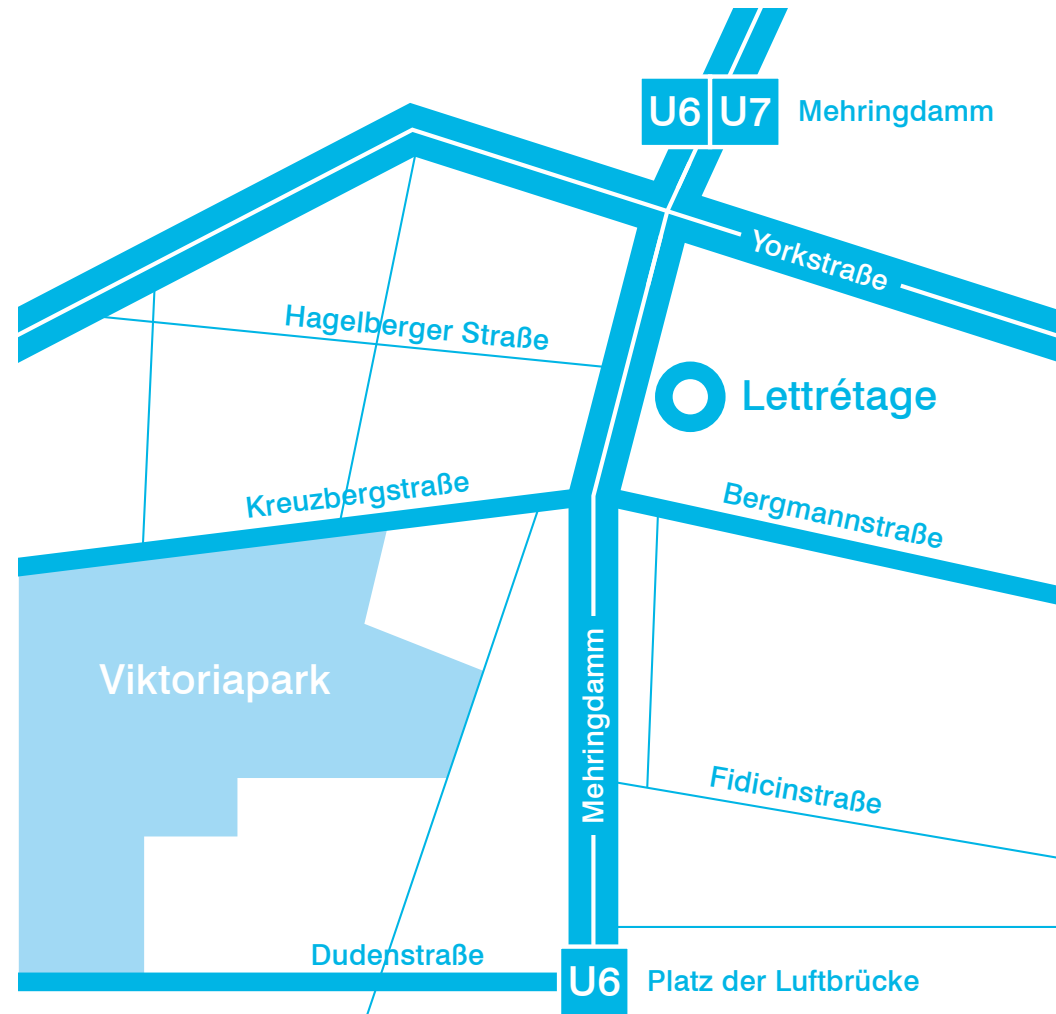 U6 U7 Mehringdamm
Yorkstraße
Hagelberger Straße
Lettrétage
Kreuzbergstraße
Bergmannstraße
Viktoriapark
Mehringdamm
Fidicinstraße
Dudenstraße
U6 Platz der Luftbrücke